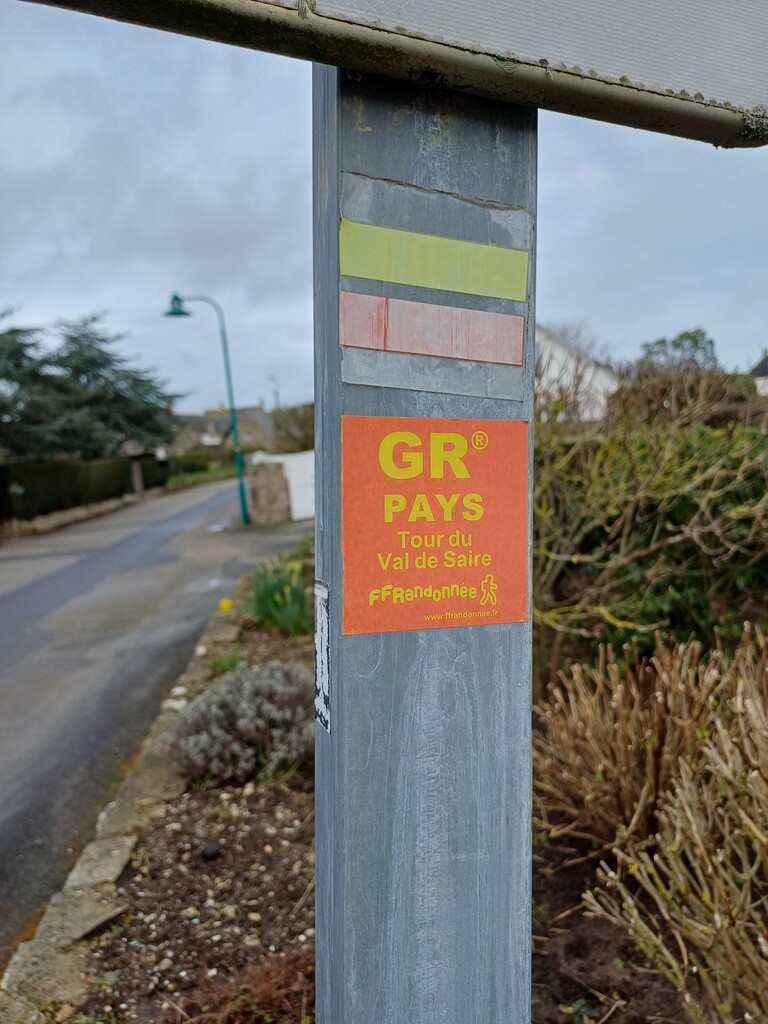 GR®
PAYS
Tour du
Val de Saire
FFRandonnée
www.ffrandonnee.fr